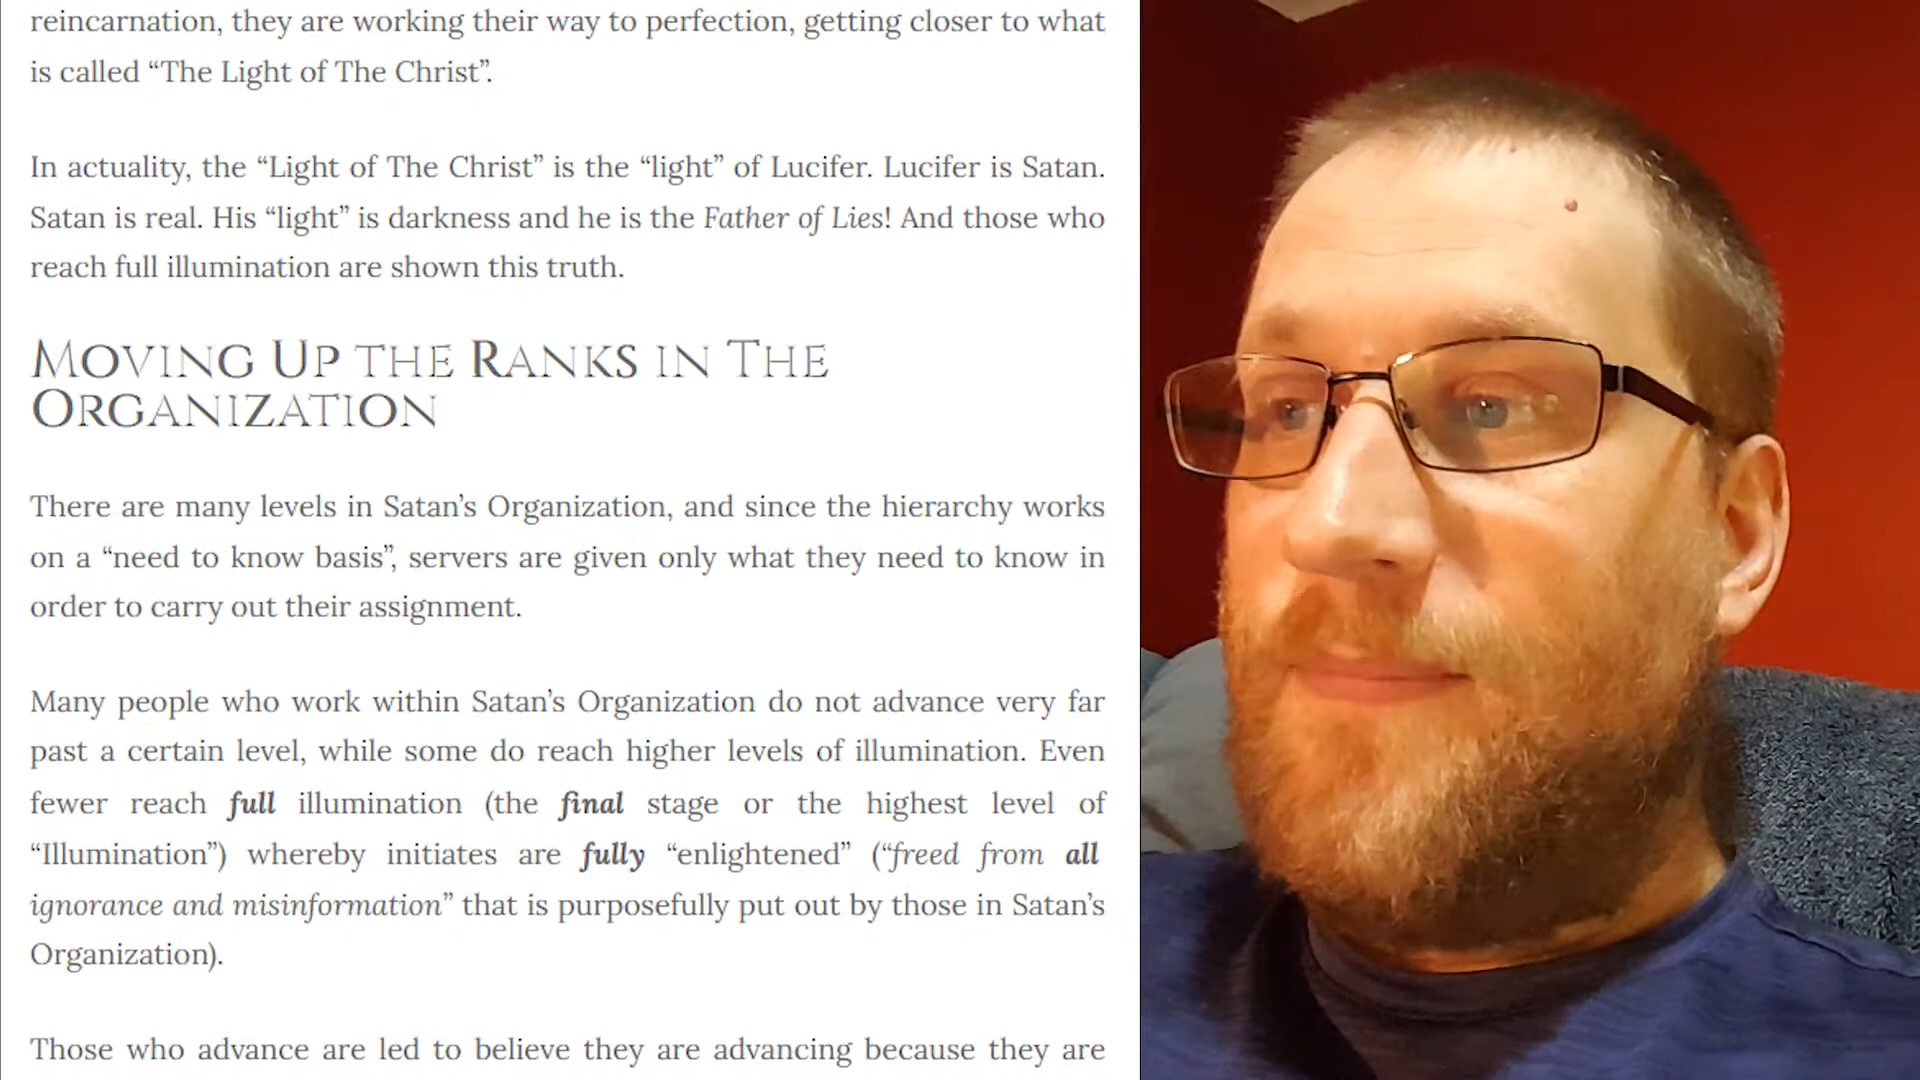 reincarnation, they are working their way to perfection, getting closer to what
is called “The Light of The Christ”.
In actuality, the “Light of The Christ” is the “light” of Lucifer. Lucifer is Satan.
Satan is real. His “light” is darkness and he is the Father of Lies! And those who
reach full illumination are shown this truth.
Moving Up the Ranks in The
Organization
There are many levels in Satan’s Organization, and since the hierarchy works
on a “need to know basis”, servers are given only what they need to know in
order to carry out their assignment.
Many people who work within Satan’s Organization do not advance very far
past a certain level, while some do reach higher levels of illumination. Even
fewer reach full illumination (the final stage or the highest level of
“Illumination”) whereby initiates are fully “enlightened” (“freed from all
ignorance and misinformation” that is purposefully put out by those in Satan’s
Organization).
Those who advance are led to believe they are advancing because they are